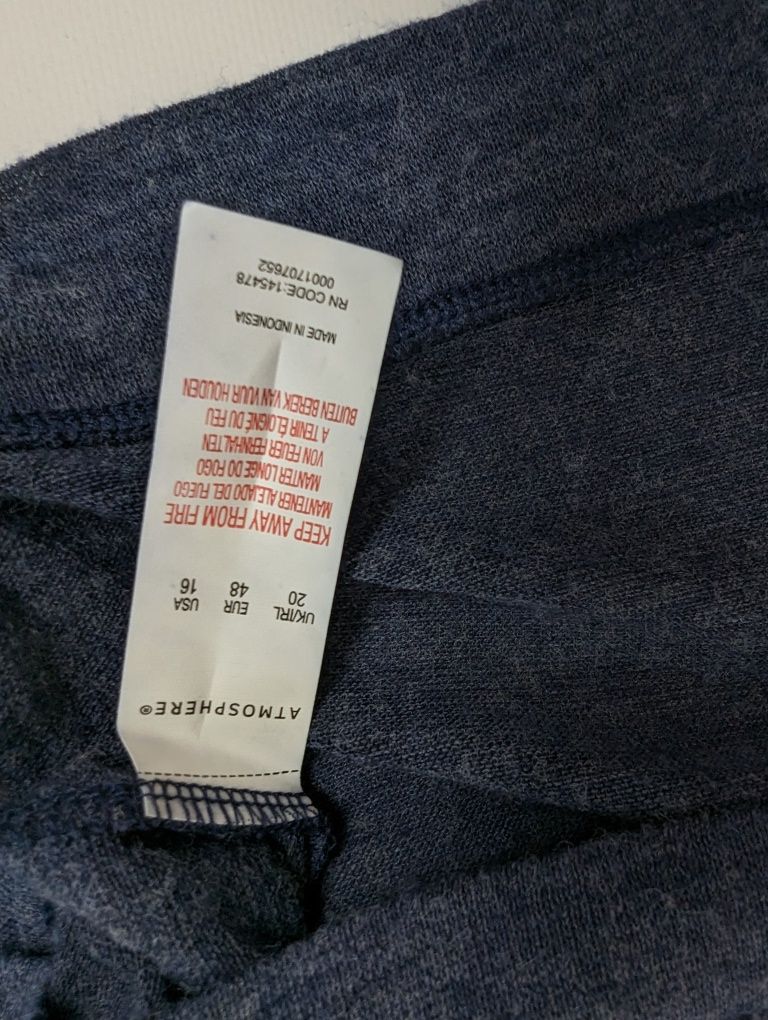 ATMOSPHERE®
UK/IRL EUR USA
20 48 16
KEEP AWAY FROM FIRE
MANTENER ALEJADO DEL FUEGO
MANTER LONGE DO FOGO
VON FEUER FERNHALTEN
A TENIR ÉLOIGNÉ DU FEU
BUITEN BEREIK VAN VUUR HOUDEN
MADE IN INDONESIA
RN CODE:145478
0001707652